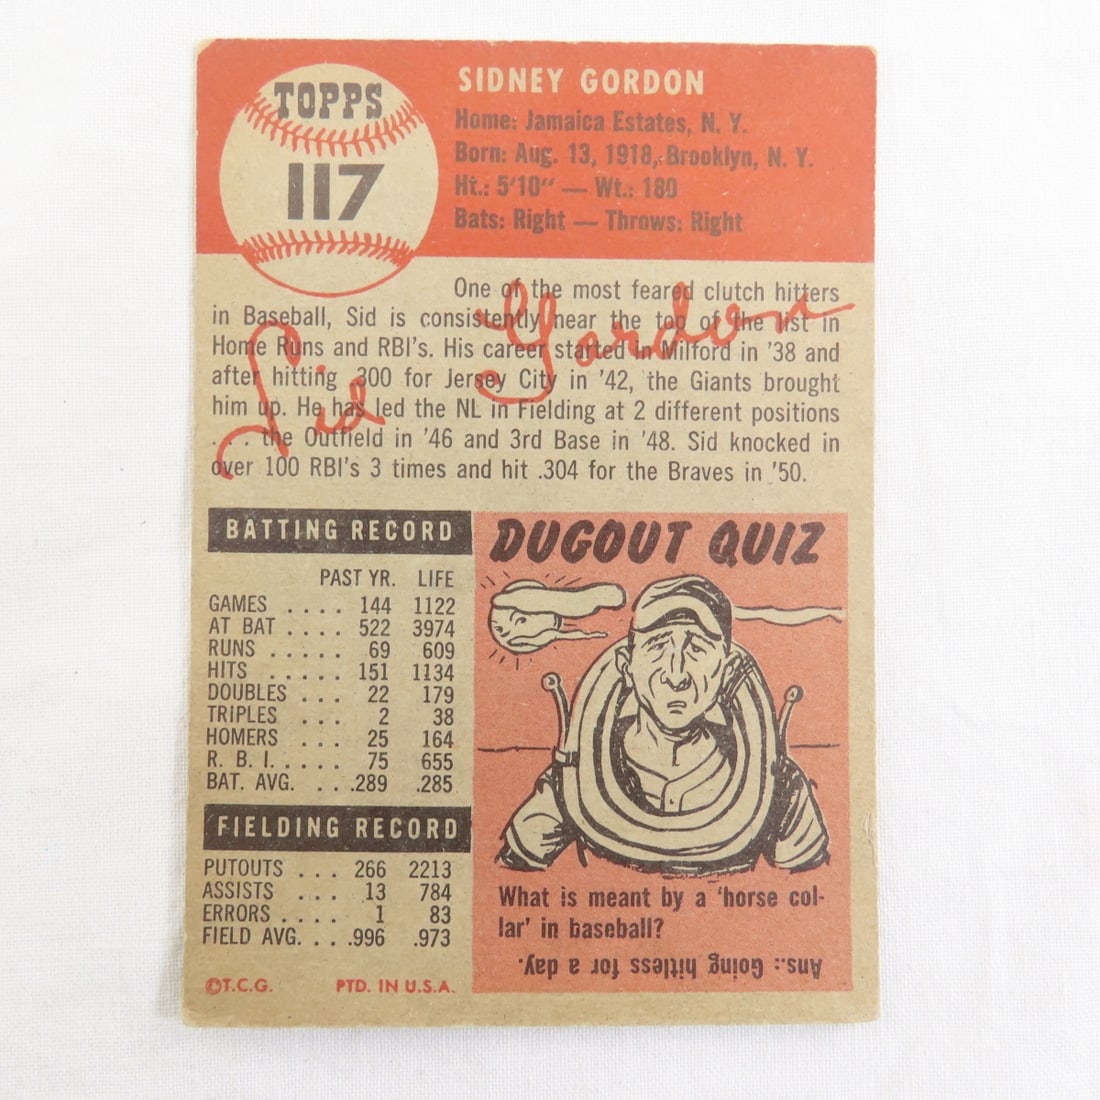 TOPPS
117
SIDNEY GORDON
Home: Jamaica Estates, N. Y.
Born: Aug. 13, 1918, Brooklyn, N. Y.
Ht.: 5'10" — Wt.: 180
Bats: Right — Throws: Right
One of the most feared clutch hitters
in Baseball, Sid is consistently near the top of the list in
Home Runs and RBI's. His career started in Milford in '38 and
after hitting .300 for Jersey City in '42, the Giants brought
him up. He has led the NL in Fielding at 2 different positions
. . . the Outfield in '46 and 3rd Base in '48. Sid knocked in
over 100 RBI's 3 times and hit .304 for the Braves in '50.
Sid Gordon
BATTING RECORD
PAST YR. LIFE
GAMES . . . . 144 1122
AT BAT . . . . 522 3974
RUNS . . . . . 69 609
HITS . . . . . 151 1134
DOUBLES . . . 22 179
TRIPLES . . . 2 38
HOMERS . . . 25 164
R. B. I. . . . . . 75 655
BAT. AVG. . . . .289 .285
FIELDING RECORD
PUTOUTS . . . 266 2213
ASSISTS . . . 13 784
ERRORS . . . . 1 83
FIELD AVG. . . . .996 .973
©T.C.G. PTD. IN U.S.A.
DUGOUT QUIZ
What is meant by a 'horse col-
lar' in baseball?
Ans.: Going hitless for a day.